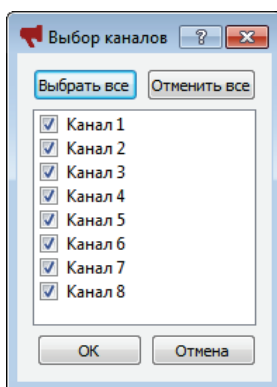 Выбор каналов
Выбрать все Отменить все
Канал 1
Канал 2
Канал 3
Канал 4
Канал 5
Канал 6
Канал 7
Канал 8
ОК Отмена